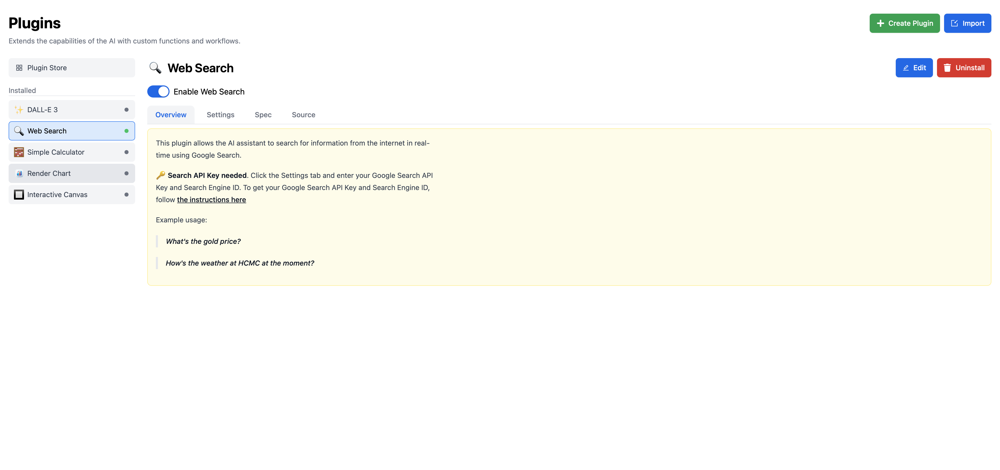 Plugins
Create Plugin
Import
Extends the capabilities of the AI with custom functions and workflows.
Plugin Store
Installed
DALL-E 3
Web Search
Simple Calculator
Render Chart
Interactive Canvas
Web Search
Edit
Uninstall
Enable Web Search
Overview
Settings
Spec
Source
This plugin allows the AI assistant to search for information from the internet in real-
time using Google Search.
🔑 Search API Key needed. Click the Settings tab and enter your Google Search API
Key and Search Engine ID. To get your Google Search API Key and Search Engine ID,
follow the instructions here
Example usage:
What's the gold price?
How's the weather at HCMC at the moment?